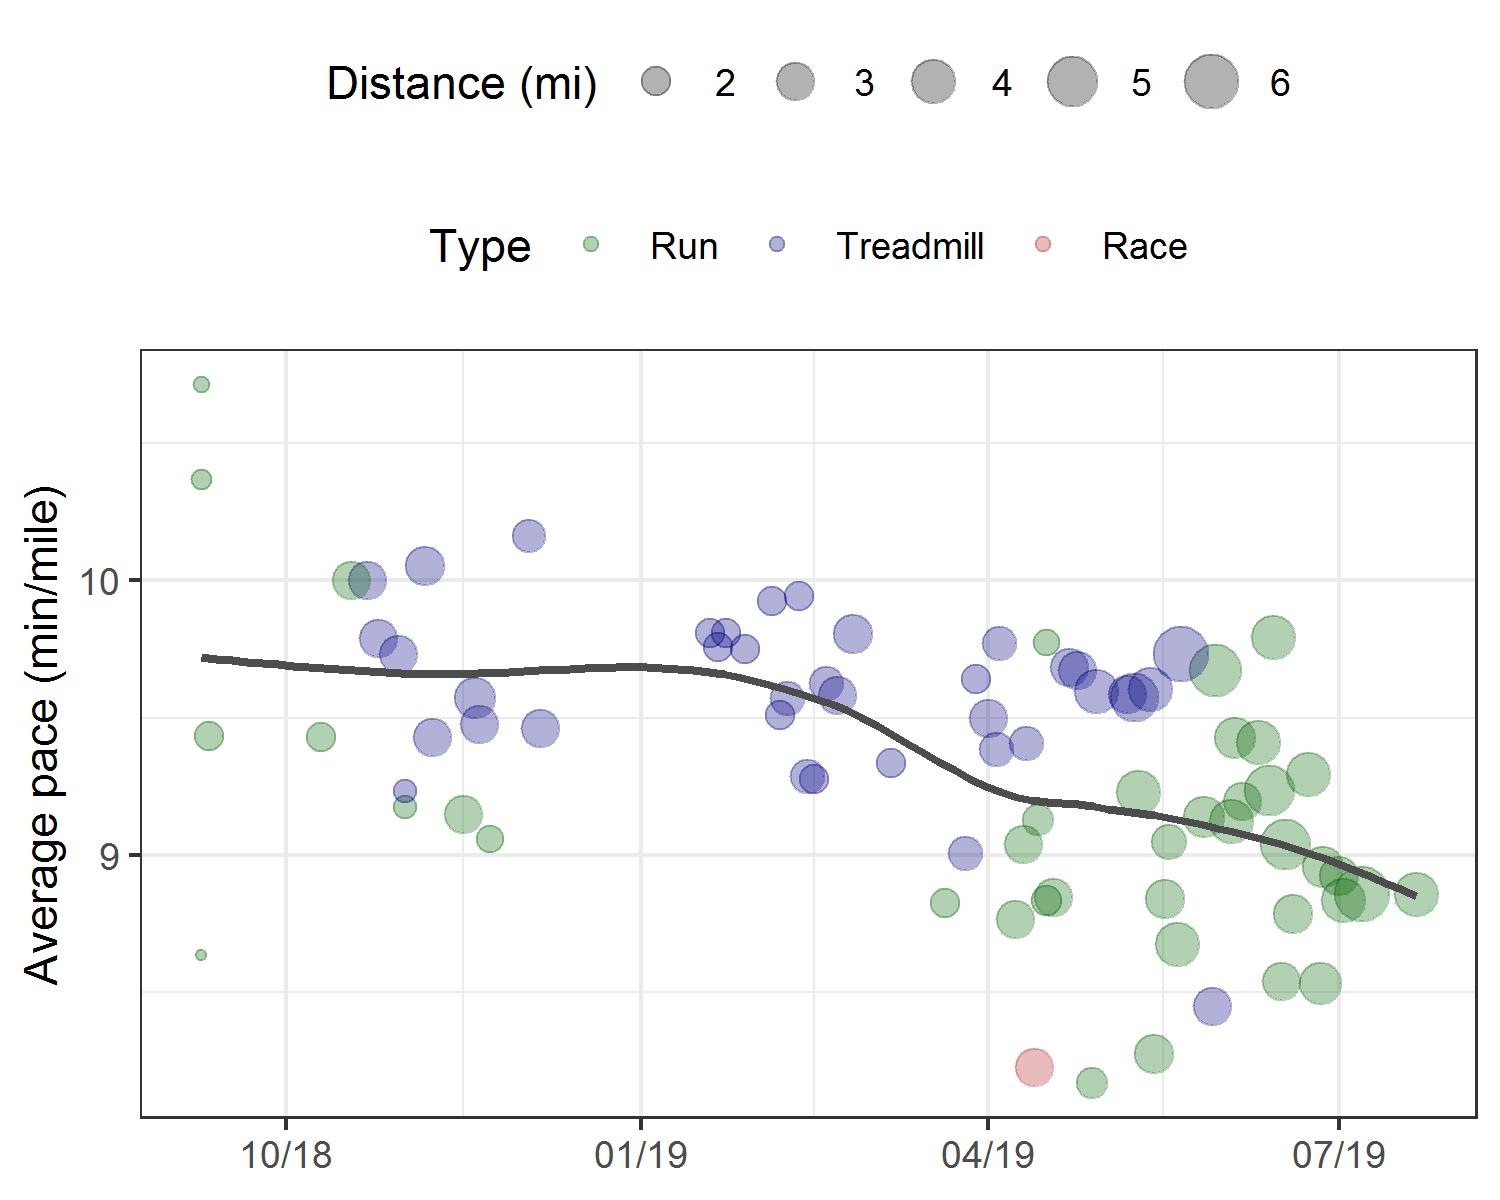 Distance (mi) 2 3 4 5 6
Type Run Treadmill Race
Average pace (min/mile)
10
9
10/18 01/19 04/19 07/19